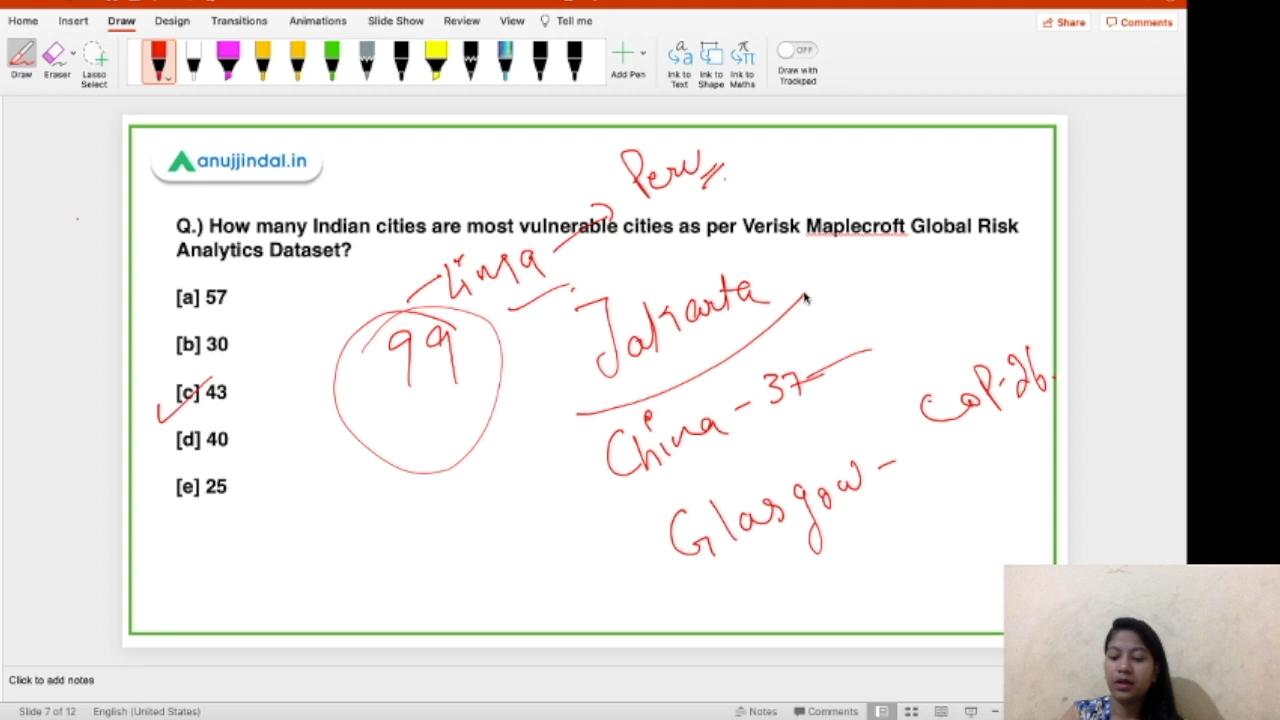 Home Insert Draw Design Transitions Animations Slide Show Review View Tell me Share Comments
Draw Eraser Lasso Select Add Pen Ink to Text Ink to Shape Ink to Maths OFF Draw with Trackpad
anujjindal.in
Peru
Q.) How many Indian cities are most vulnerable cities as per Verisk Maplecroft Global Risk
Analytics Dataset?
Lima
[a] 57
Jakarta
[b] 30
99
[c] 43
China - 37
COP-26
[d] 40
[e] 25
Glasgow -
Click to add notes
Slide 7 of 12 English (United States) Notes Comments